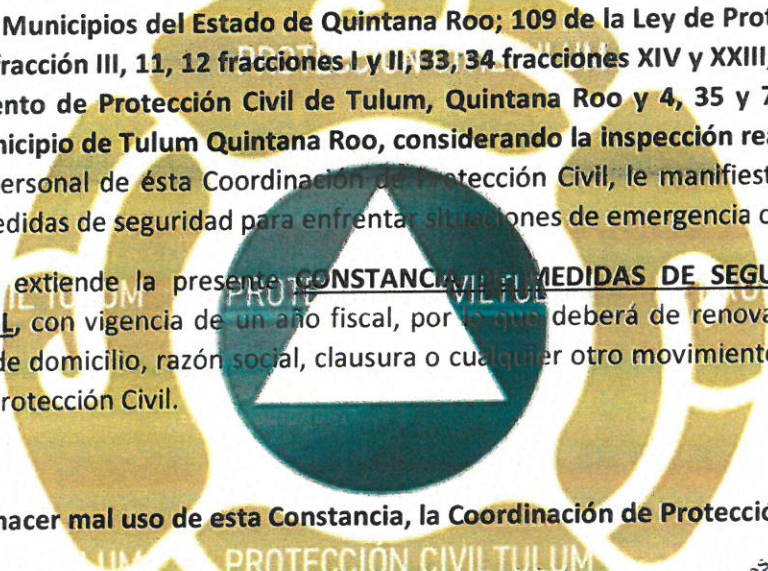 Municipios del Estado de Quintana Roo; 109 de la Ley de Prot
racción III, 11, 12 fracciones I y II, 33, 34 fracciones XIV y XXIII,
ento de Protección Civil de Tulum, Quintana Roo y 4, 35 y 7
nicipio de Tulum Quintana Roo, considerando la inspección rea
ersonal de ésta Coordinación de Protección Civil, le manifiest
edidas de seguridad para enfrentar situaciones de emergencia o
extiende la presente CONSTANCIA DE MEDIDAS DE SEGU
L, con vigencia de un año fiscal, por lo que deberá de renova
de domicilio, razón social, clausura o cualquier otro movimiento
rotección Civil.
hacer mal uso de esta Constancia, la Coordinación de Protecció
PROTECCIÓN CIVIL TULUM